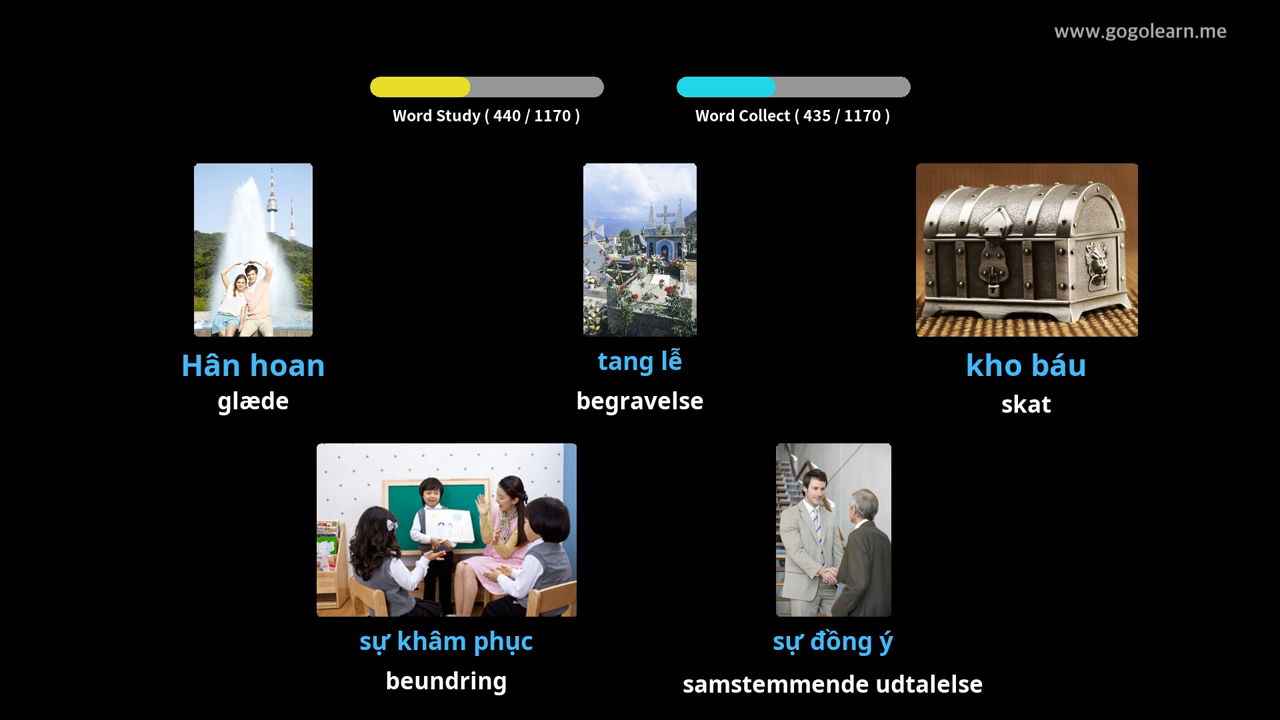 www.gogolearn.me
Word Study ( 440 / 1170 )
Word Collect ( 435 / 1170 )
Hân hoan
glæde
tang lễ
begravelse
kho báu
skat
sự khâm phục
beundring
sự đồng ý
samstemmende udtalelse